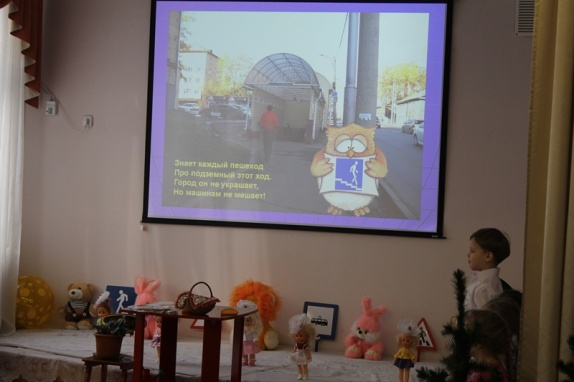 Знает каждый пешеход
Про подземный этот ход.
Город он не украшает,
Но машинам не мешает!